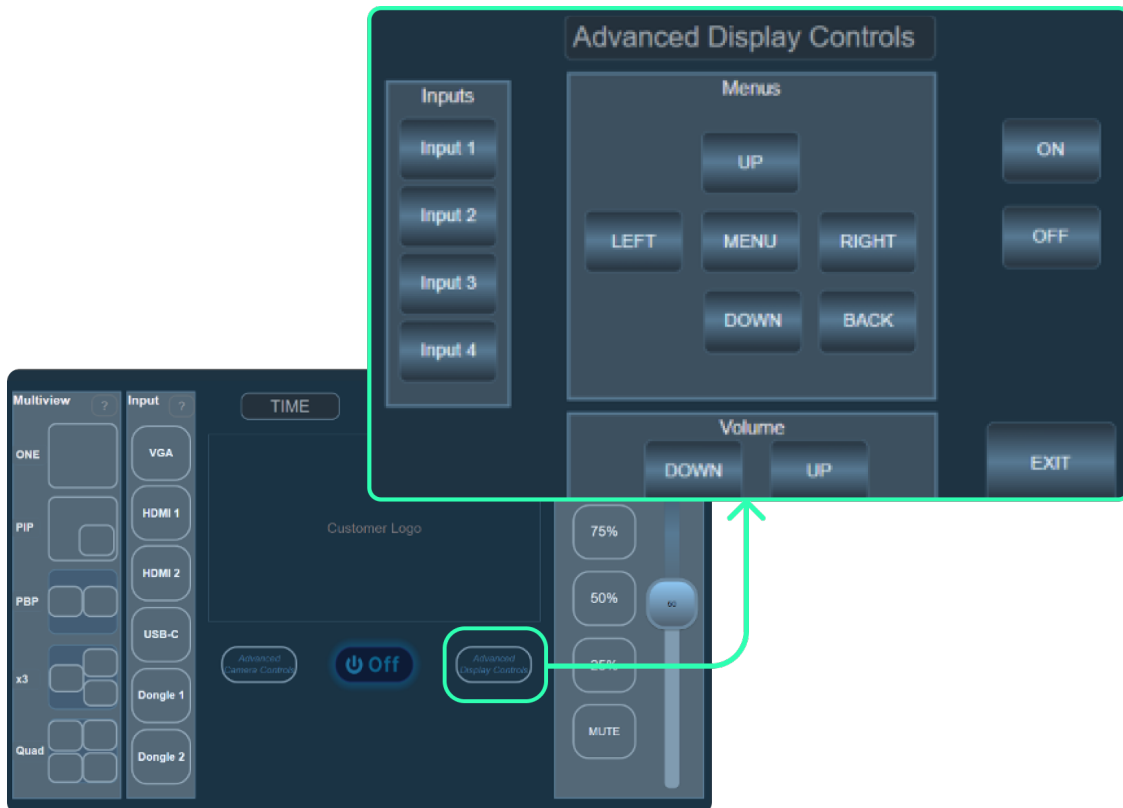 Advanced Display Controls
Inputs
Input 1
Input 2
Input 3
Input 4
Menus
UP
LEFT
MENU
RIGHT
DOWN
BACK
ON
OFF
Volume
DOWN
UP
EXIT
Multiview
?
ONE
PIP
PBP
x3
Quad
Input
?
VGA
HDMI 1
HDMI 2
USB-C
Dongle 1
Dongle 2
TIME
Customer Logo
Advanced
Camera Controls
Off
Advanced
Display Controls
75%
50%
25%
MUTE
50